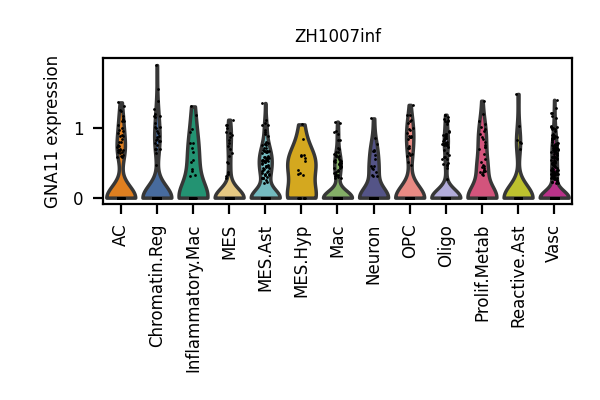 ZH1007inf
GNA11 expression
1
0
AC
Chromatin.Reg
Inflammatory.Mac
MES
MES.Ast
MES.Hyp
Mac
Neuron
OPC
Oligo
Prolif.Metab
Reactive.Ast
Vasc